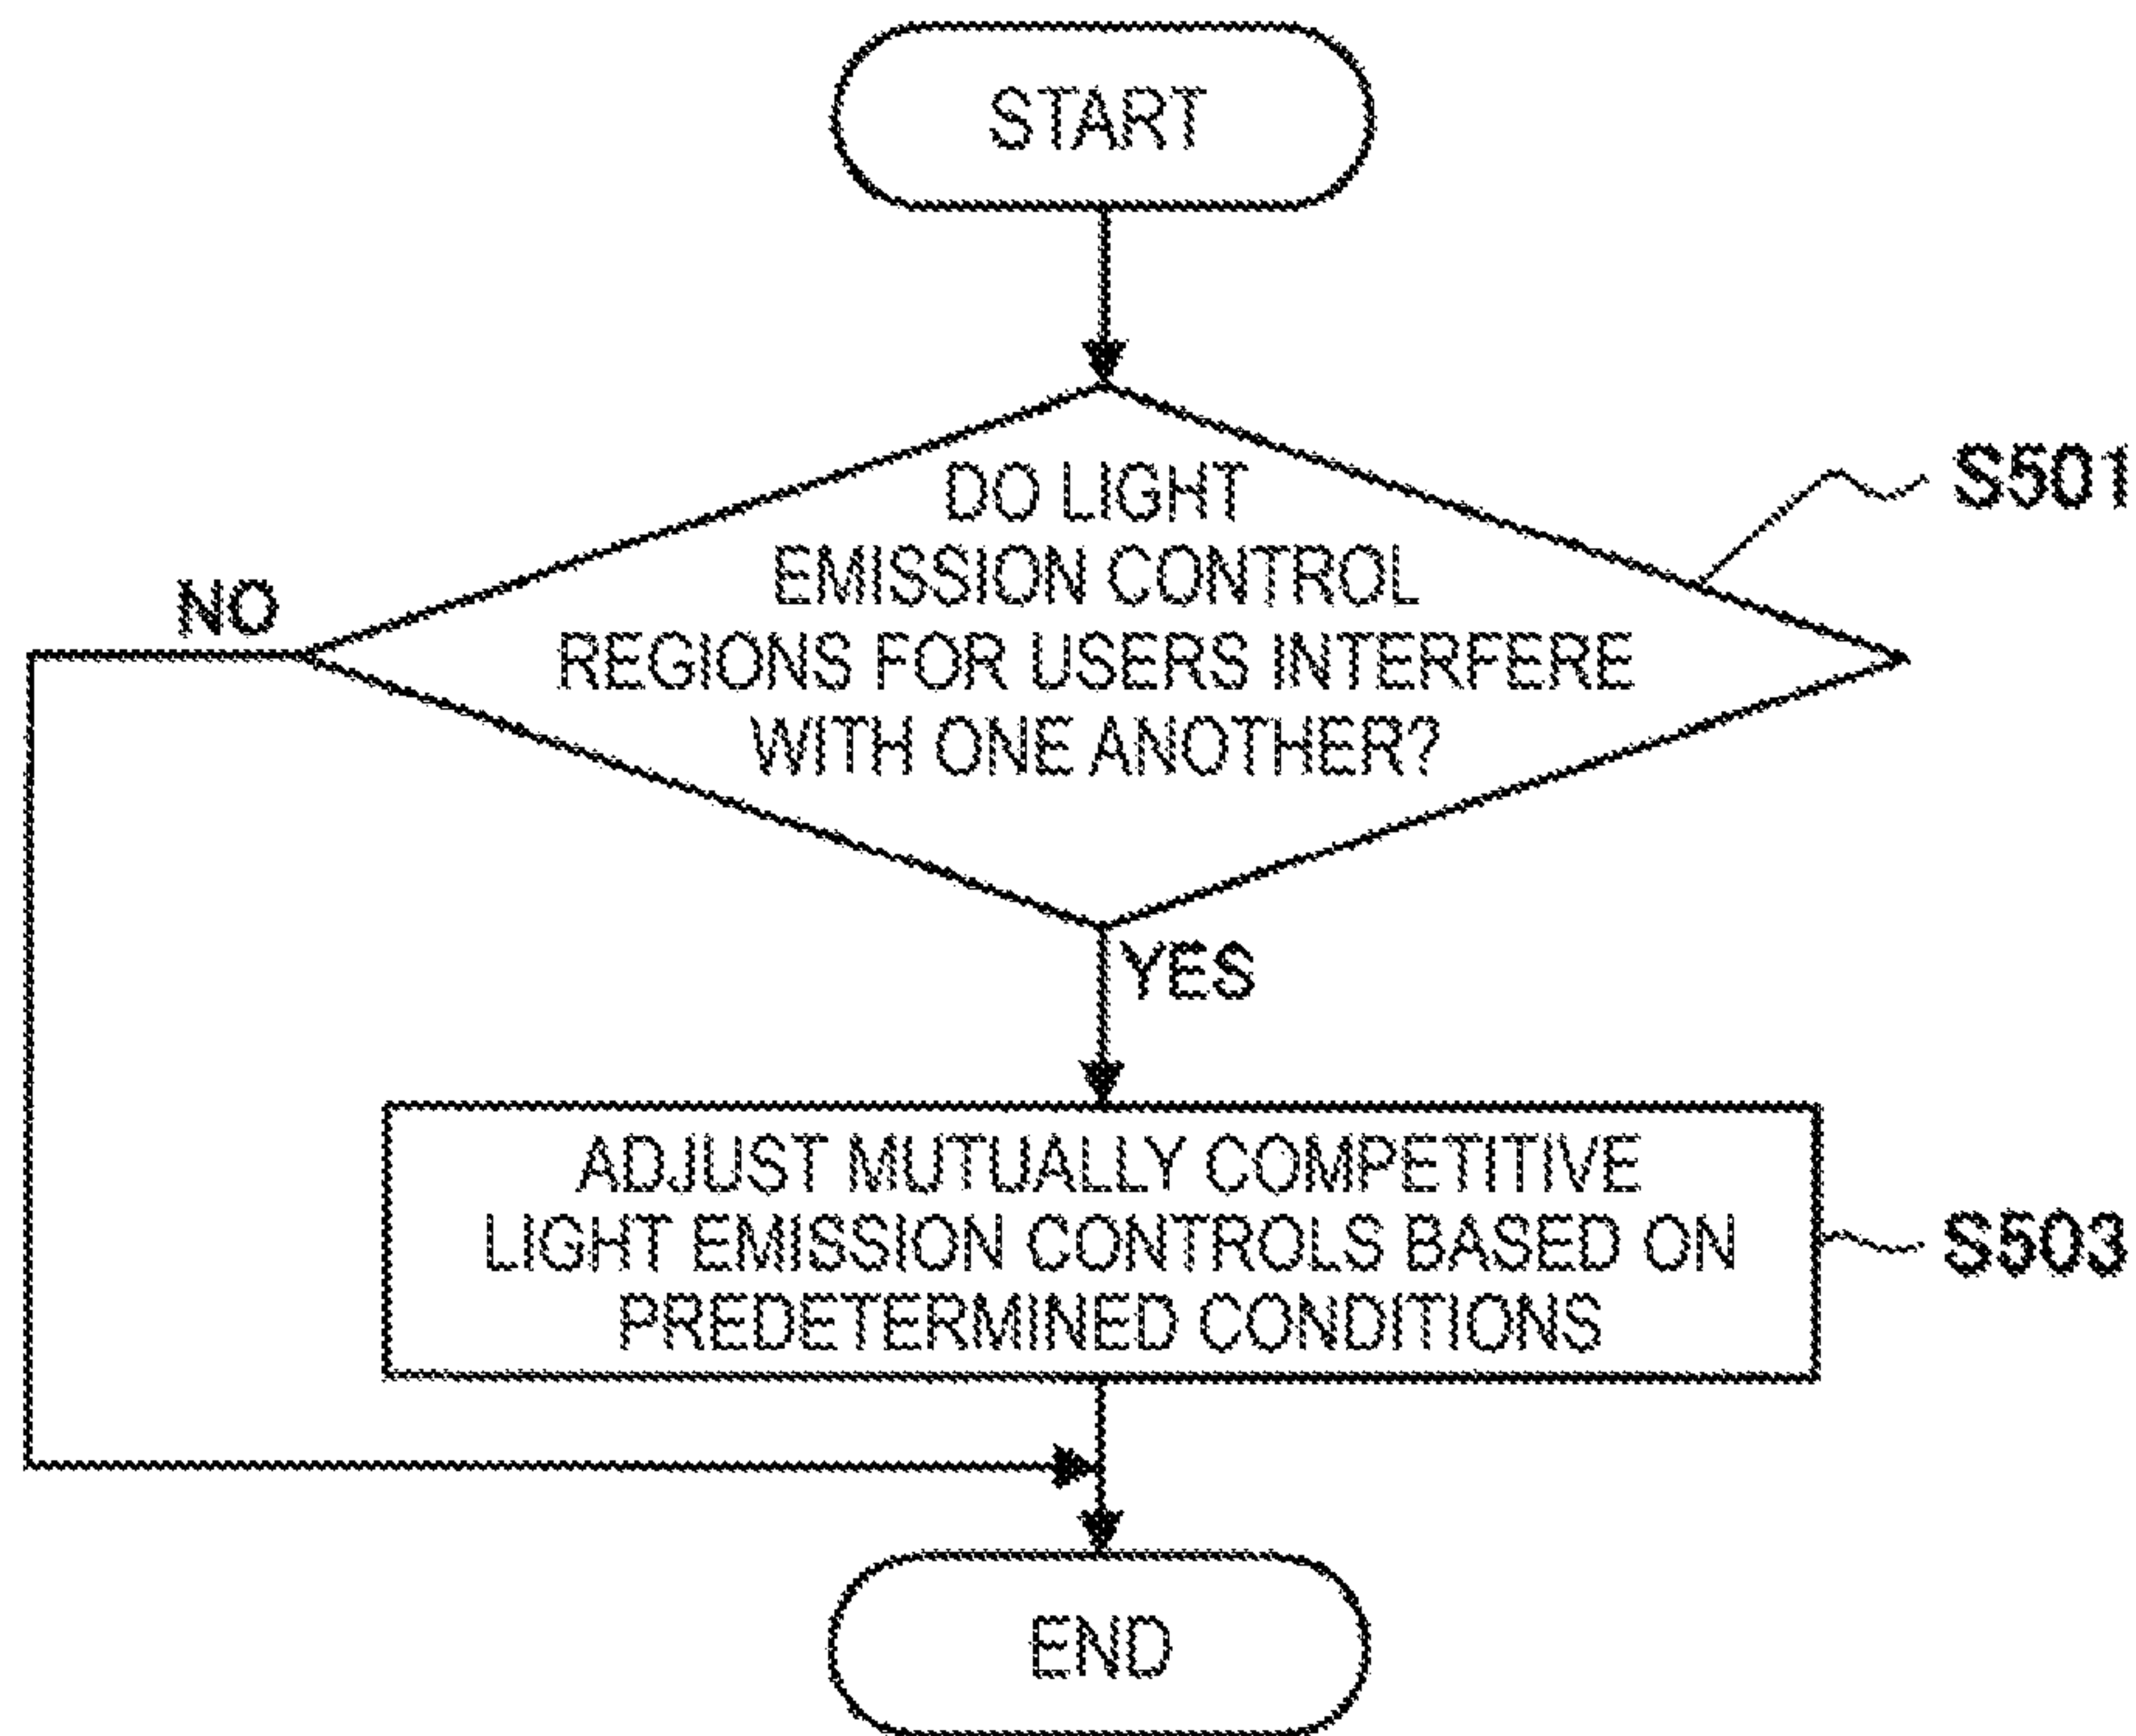 START
DO LIGHT
EMISSION CONTROL
REGIONS FOR USERS INTERFERE
WITH ONE ANOTHER?
S501
NO
YES
ADJUST MUTUALLY COMPETITIVE
LIGHT EMISSION CONTROLS BASED ON
PREDETERMINED CONDITIONS
S503
END